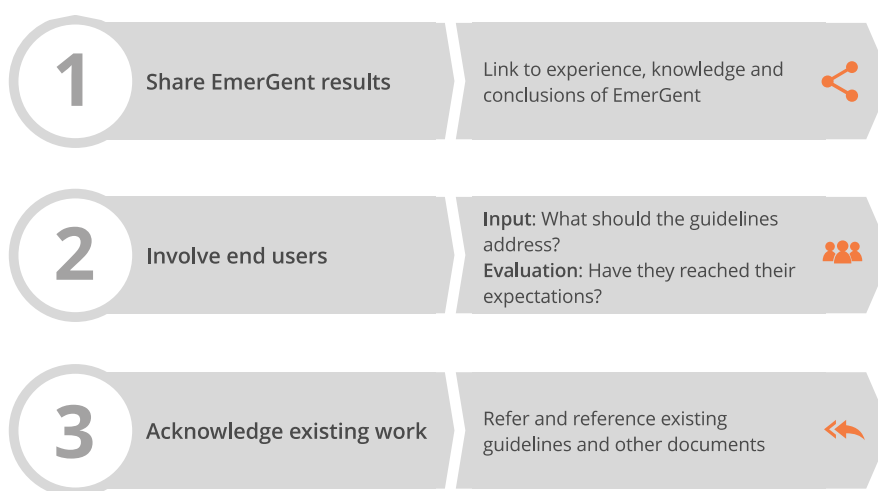 1
Share EmerGent results
Link to experience, knowledge and
conclusions of EmerGent
2
Involve end users
Input: What should the guidelines
address?
Evaluation: Have they reached their
expectations?
3
Acknowledge existing work
Refer and reference existing
guidelines and other documents